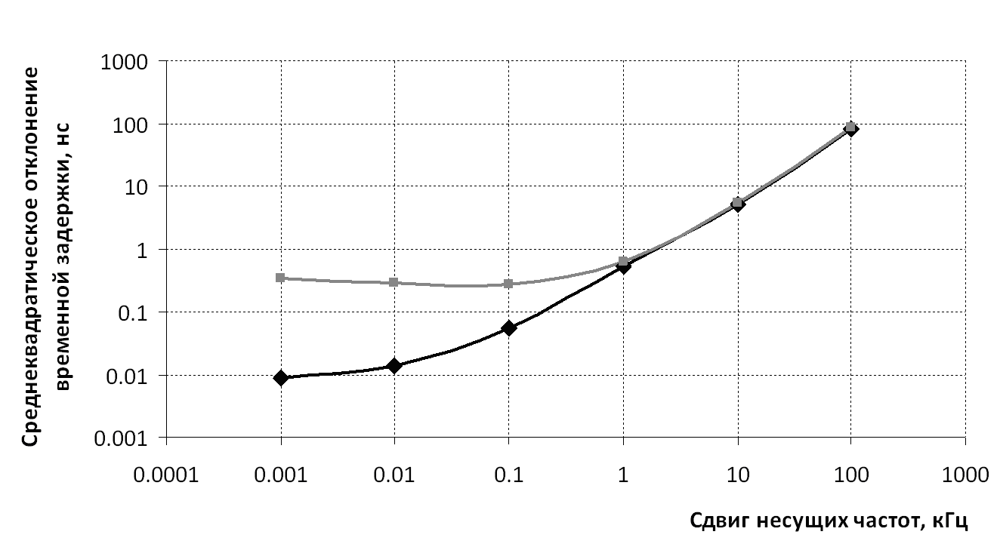 Среднеквадратическое отклонение
временной задержки, нс
1000
100
10
1
0.1
0.01
0.001
0.0001 0.001 0.01 0.1 1 10 100 1000
Сдвиг несущих частот, кГц